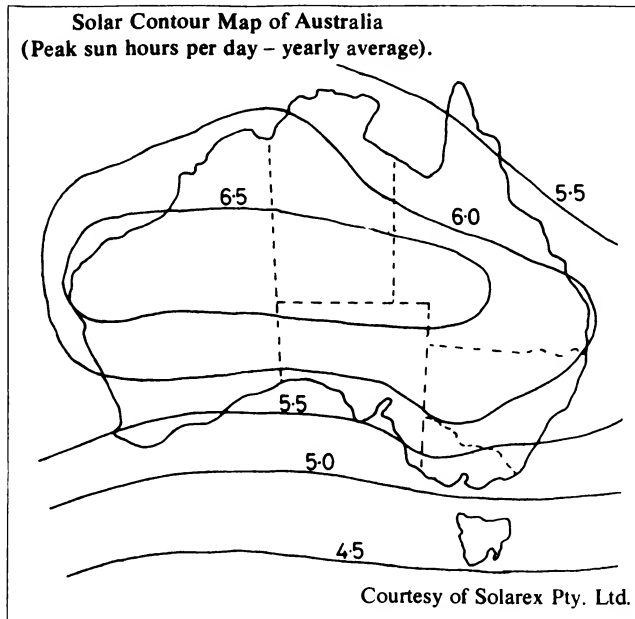 Solar Contour Map of Australia
(Peak sun hours per day – yearly average).
5·5
6·5
6·0
5·5
5·0
4·5
Courtesy of Solarex Pty. Ltd.